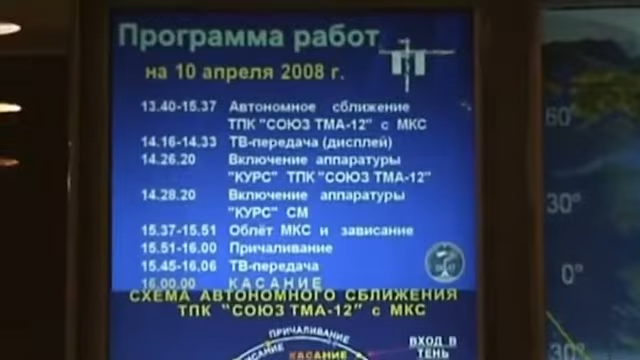 Программа работ
на 10 апреля 2008 г.
13.40-15.37 Автономное сближение
ТПК "СОЮЗ ТМА-12" с МКС
14.16-14.33 ТВ-передача (дисплей)
14.26.20 Включение аппаратуры
"КУРС" ТПК "СОЮЗ ТМА-12"
14.28.20 Включение аппаратуры
"КУРС" СМ
15.37-15.51 Облёт МКС и зависание
15.51-16.00 Причаливание
15.45-16.06 ТВ-передача
16.00.00 КАСАНИЕ
СХЕМА АВТОНОМНОГО СБЛИЖЕНИЯ
ТПК "СОЮЗ ТМА-12" с МКС
ПРИЧАЛИВАНИЕ
КАСАНИЕ
ВХОД В
ТЕНЬ
60°
30°
0°
30°